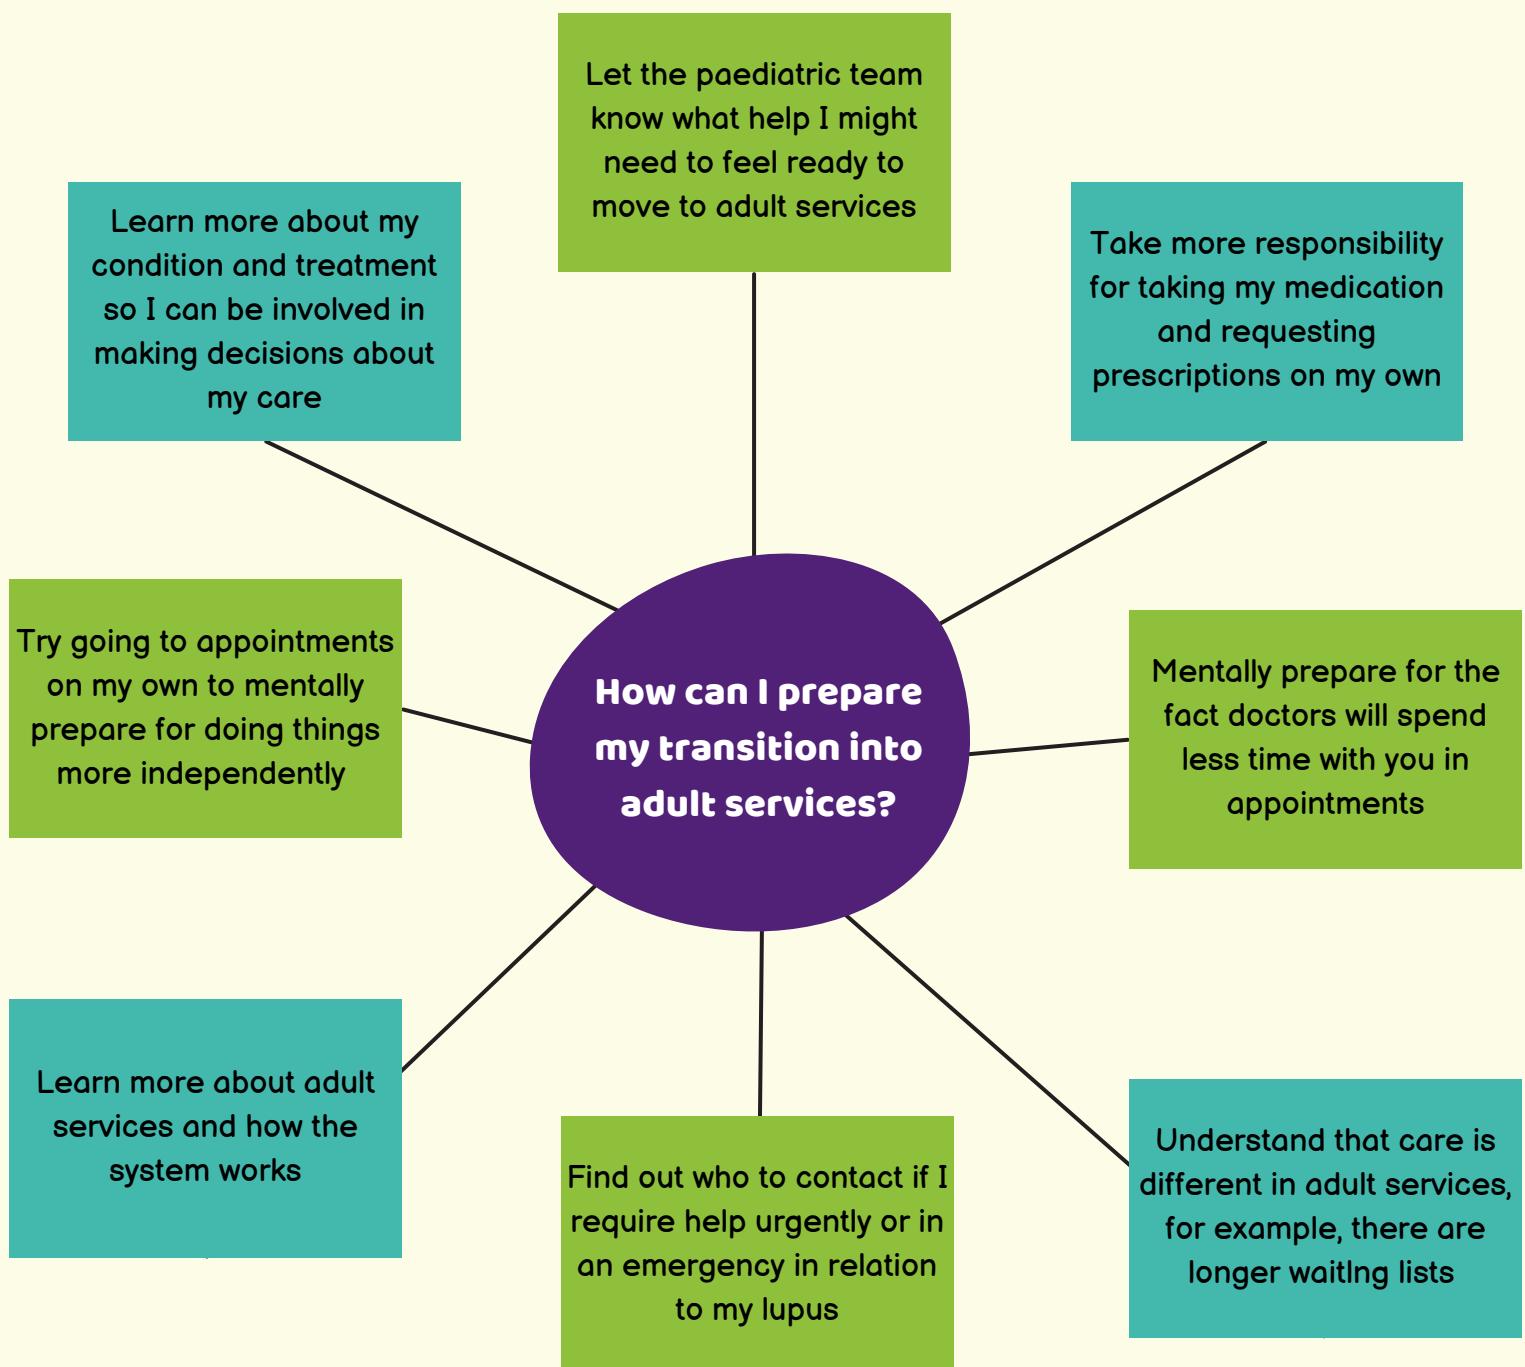 Let the paediatric team
know what help I might
need to feel ready to
move to adult services
Learn more about my
condition and treatment
so I can be involved in
making decisions about
my care
Take more responsibility
for taking my medication
and requesting
prescriptions on my own
Try going to appointments
on my own to mentally
prepare for doing things
more independently
How can I prepare
my transition into
adult services?
Mentally prepare for the
fact doctors will spend
less time with you in
appointments
Learn more about adult
services and how the
system works
Find out who to contact if I
require help urgently or in
an emergency in relation
to my lupus
Understand that care is
different in adult services,
for example, there are
longer waitIng lists